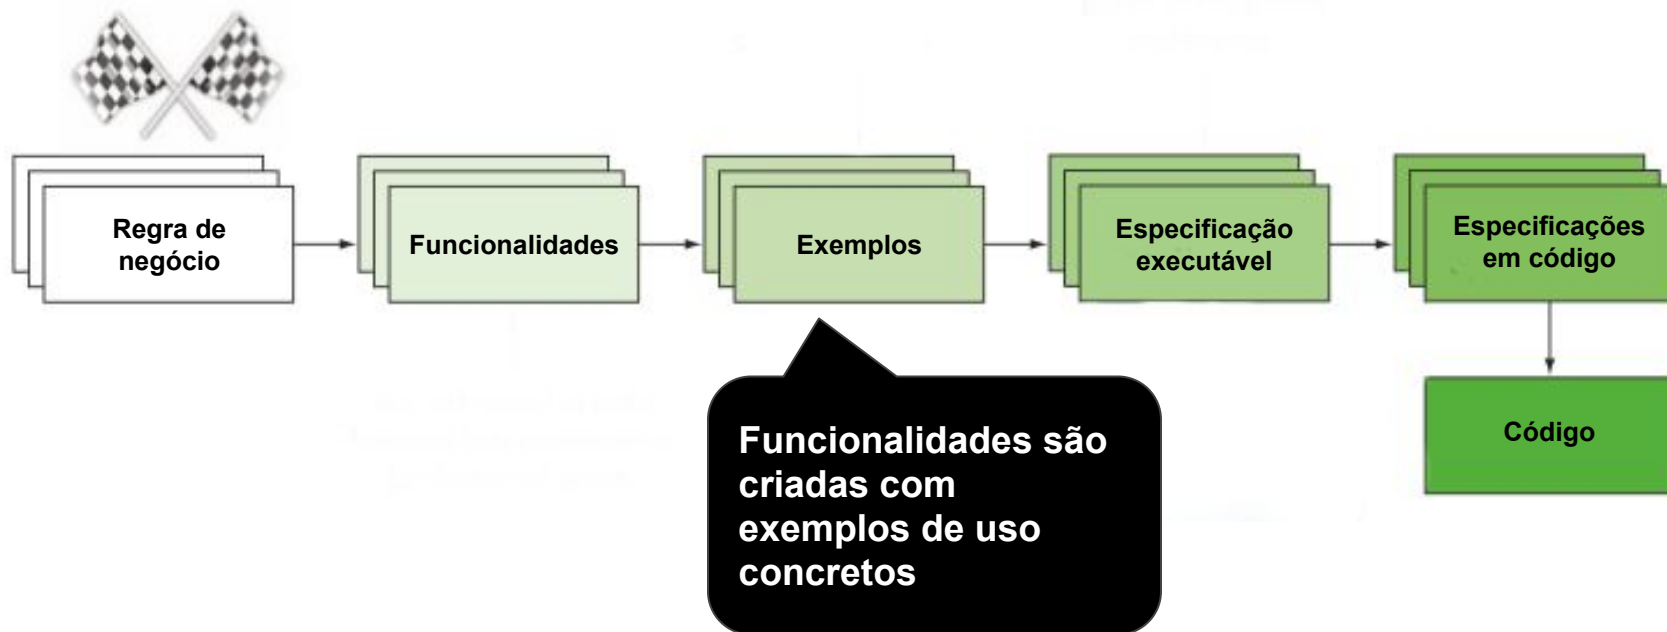 Regra de
negócio
Funcionalidades
Exemplos
Especificação
executável
Especificações
em código
Código
Funcionalidades são
criadas com
exemplos de uso
concretos